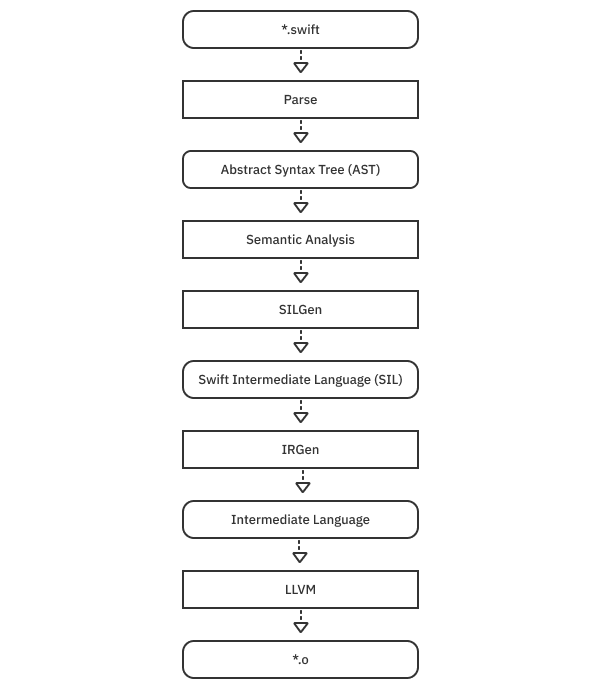 *.swift
Parse
Abstract Syntax Tree (AST)
Semantic Analysis
SILGen
Swift Intermediate Language (SIL)
IRGen
Intermediate Language
LLVM
*.o